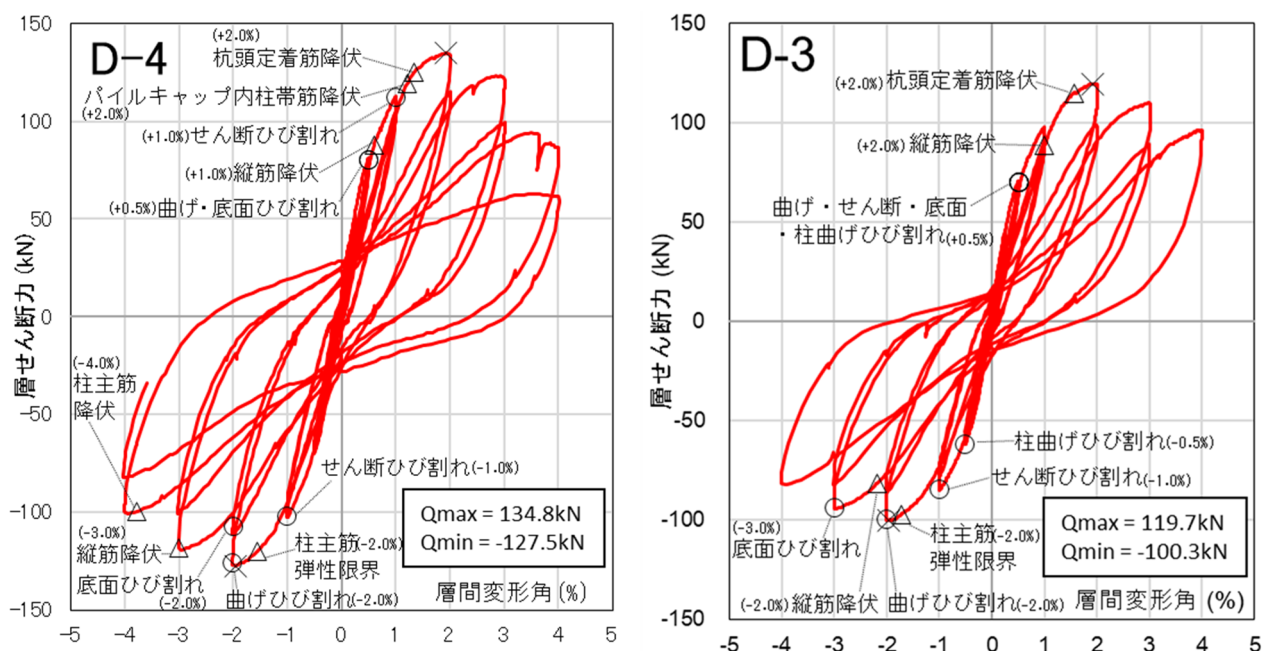 D-4
150
100
50
0
-50
-100
-150
-5 -4 -3 -2 -1 0 1 2 3 4 5
層せん断力 (kN)
層間変形角(%)
(+2.0%)
杭頭定着筋降伏
パイルキャップ内柱帯筋降伏
(+2.0%)
(+1.0%)せん断ひび割れ
(+1.0%)縦筋降伏
(+0.5%)曲げ・底面ひび割れ
(-4.0%)
柱主筋
降伏
せん断ひび割れ(-1.0%)
Qmax = 134.8kN
Qmin = -127.5kN
(-3.0%)
縦筋降伏
底面ひび割れ
(-2.0%)
柱主筋(-2.0%)
弾性限界
曲げひび割れ(-2.0%)
D-3
150
100
50
0
-50
-100
-150
-5 -4 -3 -2 -1 0 1 2 3 4 5
層せん断力 (kN)
層間変形角 (%)
(+2.0%)杭頭定着筋降伏
(+2.0%)縦筋降伏
曲げ・せん断・底面
・柱曲げひび割れ(+0.5%)
柱曲げひび割れ(-0.5%)
せん断ひび割れ(-1.0%)
Qmax = 119.7kN
Qmin = -100.3kN
(-3.0%)
底面ひび割れ
柱主筋(-2.0%)
弾性限界
(-2.0%)縦筋降伏
曲げひび割れ(-2.0%)